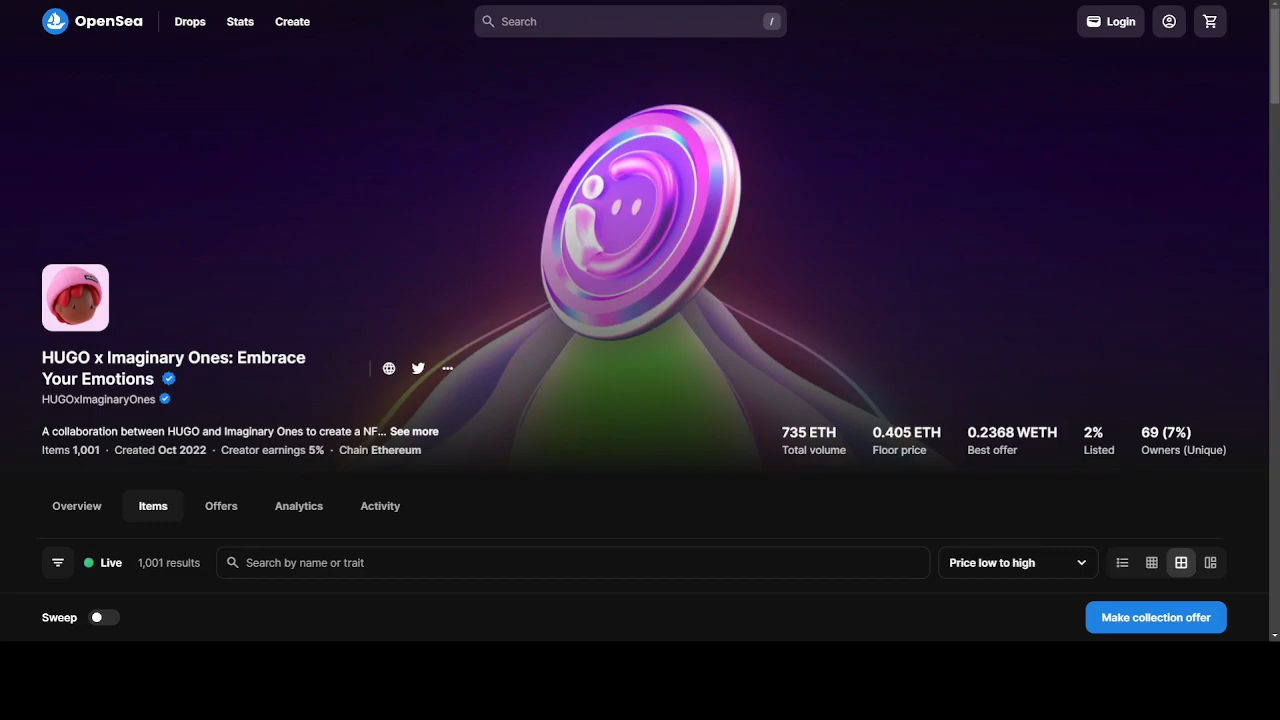 OpenSea Drops Stats Create Search / Login
HUGO x Imaginary Ones: Embrace
Your Emotions
HUGOxImaginaryOnes
A collaboration between HUGO and Imaginary Ones to create a NF... See more
Items 1,001 · Created Oct 2022 · Creator earnings 5% · Chain Ethereum
735 ETH 0.405 ETH 0.2368 WETH 2% 69 (7%)
Total volume Floor price Best offer Listed Owners (Unique)
Overview Items Offers Analytics Activity
Live 1,001 results Search by name or trait Price low to high
Sweep Make collection offer